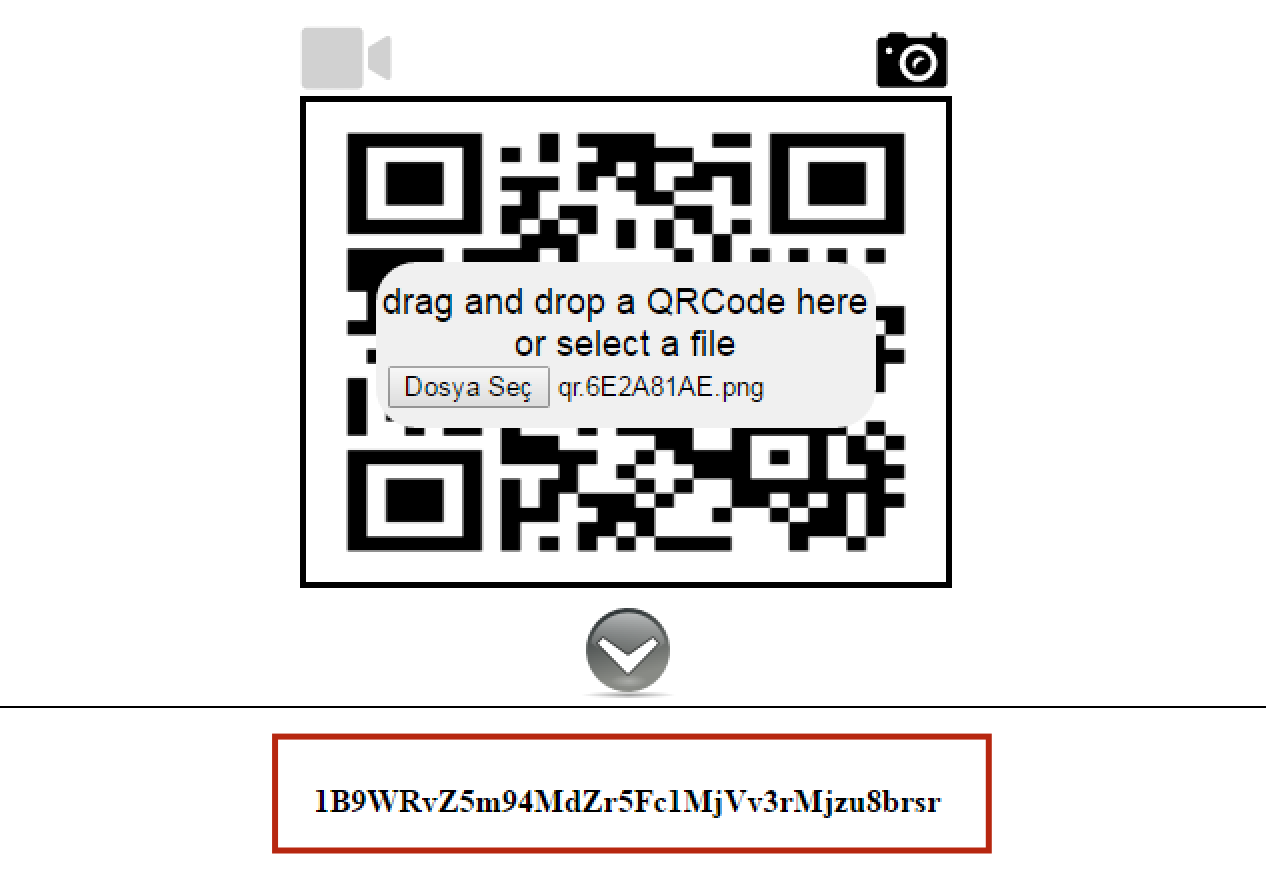 drag and drop a QRCode here
or select a file
Dosya Seç qr.6E2A81AE.png
1B9WRvZ5m94MdZr5Fc1MjVv3rMjzu8brsr